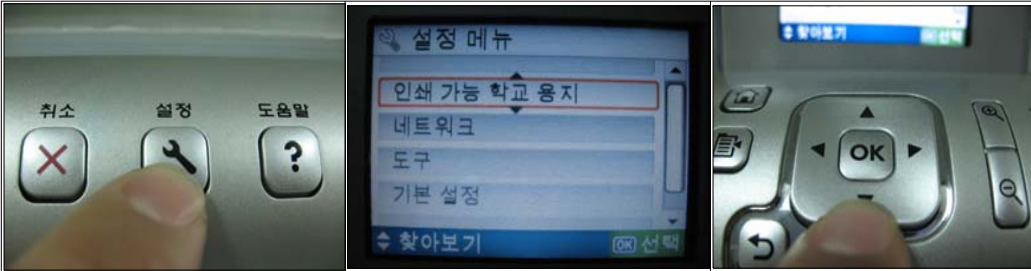 취소 설정 도움말
?
설정 메뉴
인쇄 가능 학교 용지
네트워크
도구
기본 설정
찾아보기 OK 선택
찾아보기 OK 선택
OK